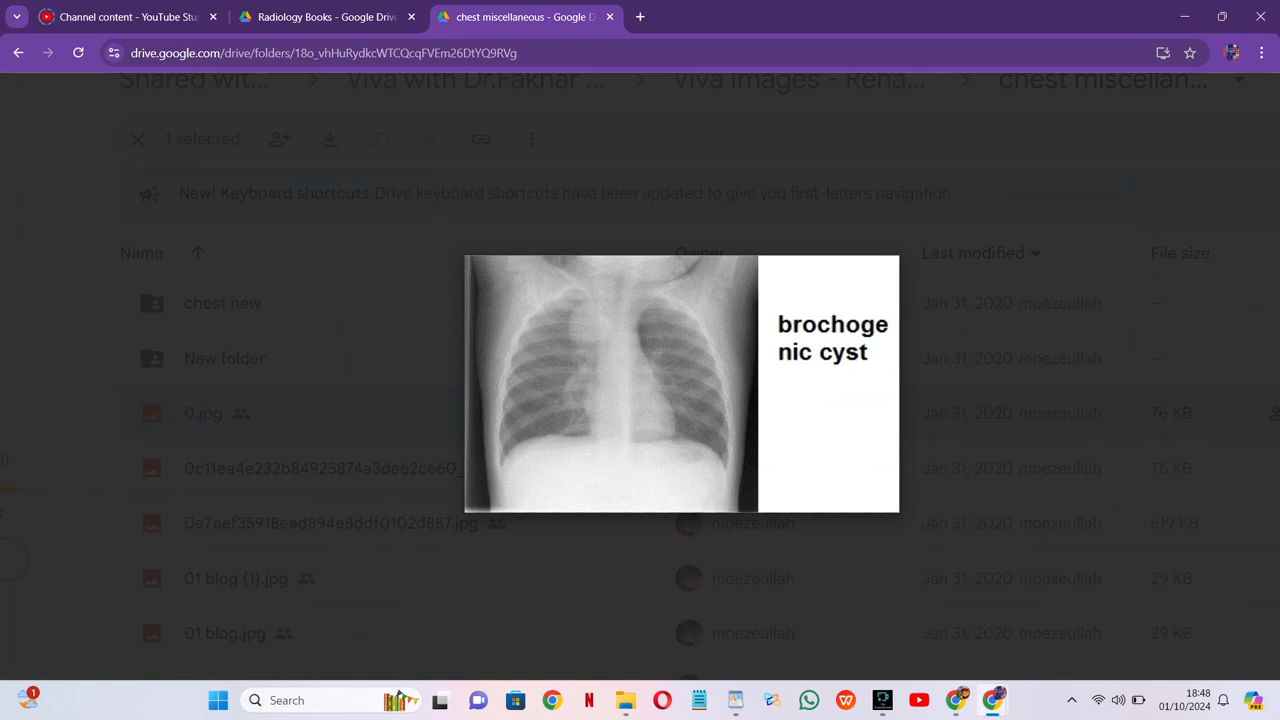 Channel content - YouTube Stu
Radiology Books - Google Drive
chest miscellaneous - Google D
drive.google.com/drive/folders/18o_vhHuRydkcWTCQcqFVEm26DtYQ9RVg
Shared wit... > Viva with Dr.Fakhar ... > Viva Images - Reha... > chest miscellan...
1 selected
New! Keyboard shortcuts Drive keyboard shortcuts have been updated to give you first-letters navigation
Name Owner Last modified File size
chest new Jan 31, 2020 moezeullah —
New folder Jan 31, 2020 moezeullah —
0.jpg Jan 31, 2020 moezeullah 76 KB
0c11ea4e232b84925874a3de62c660_ Jan 31, 2020 moezeullah 76 KB
0e7aef35918ead894e8ddf0102d887.jpg moezeullah Jan 31, 2020 moezeullah 619 KB
01 blog (1).jpg moezeullah Jan 31, 2020 moezeullah 29 KB
01 blog.jpg moezeullah Jan 31, 2020 moezeullah 29 KB
brochoge
nic cyst
1
Search
18:48
01/10/2024